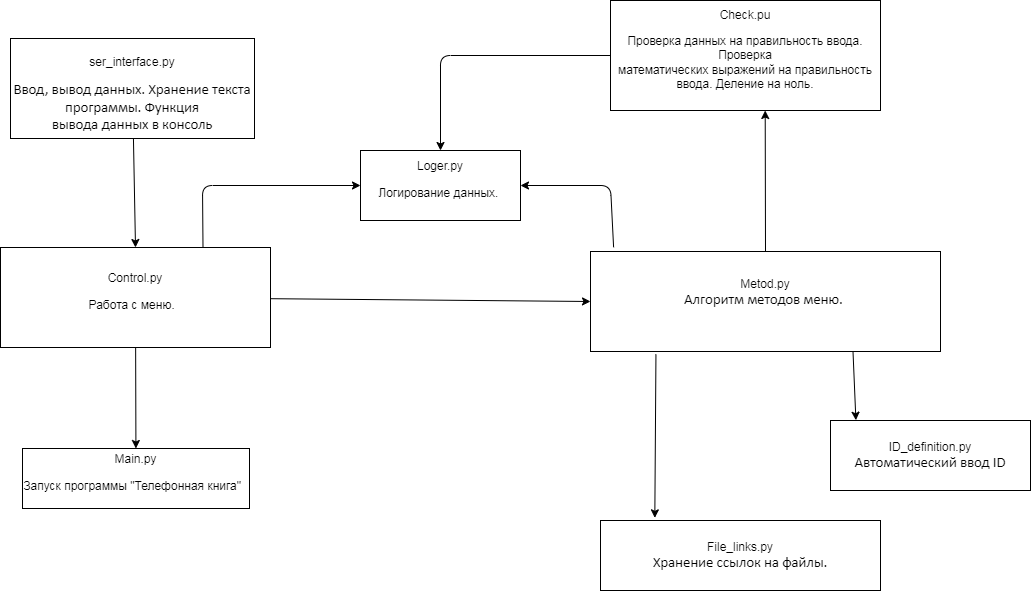 Check.pu
Проверка данных на правильность ввода.
Проверка
математических выражений на правильность
ввода. Деление на ноль.
ser_interface.py
Ввод, вывод данных. Хранение текста
программы. Функция
вывода данных в консоль
Loger.py
Логирование данных.
Control.py
Работа с меню.
Metod.py
Алгоритм методов меню.
Main.py
Запуск программы "Телефонная книга"
ID_definition.py
Автоматический ввод ID
File_links.py
Хранение ссылок на файлы.